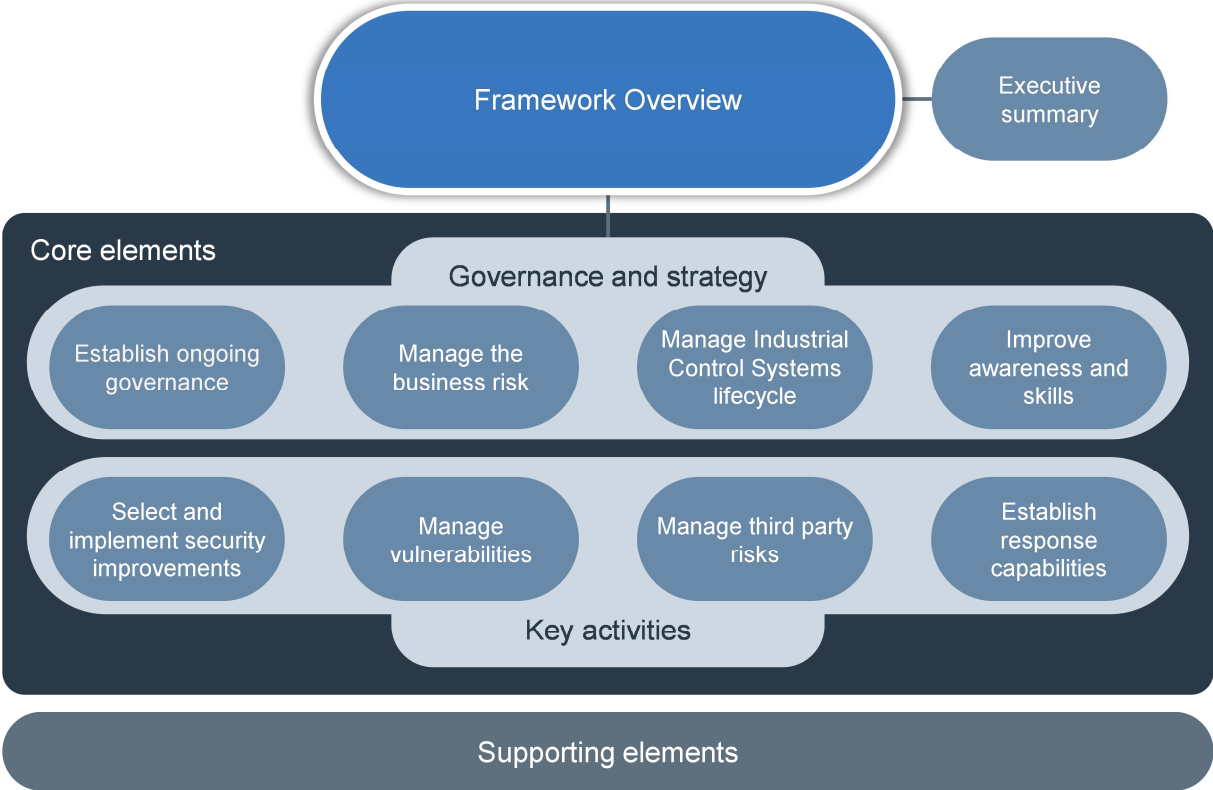 Framework Overview
Executive
summary
Core elements
Governance and strategy
Establish ongoing
governance
Manage the
business risk
Manage Industrial
Control Systems
lifecycle
Improve
awareness and
skills
Select and
implement security
improvements
Manage
vulnerabilities
Manage third party
risks
Establish
response
capabilities
Key activities
Supporting elements